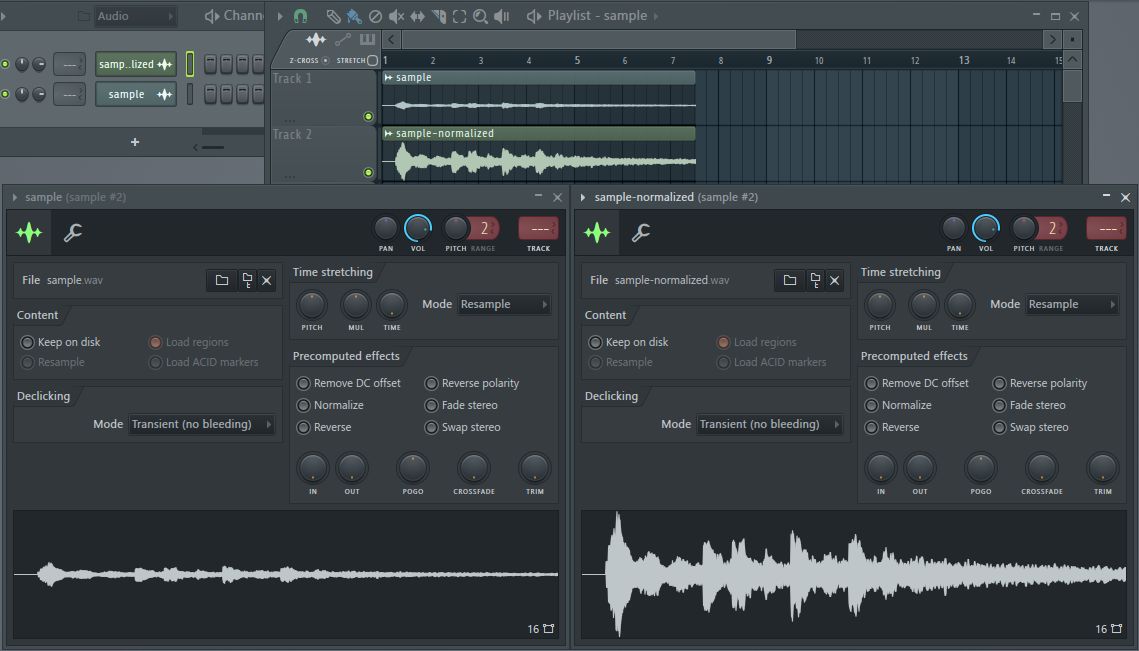 Audio
Chann
Playlist - sample
samp..lized
sample
Z-CROSS
STRETCH
1 2 3 4 5 6 7 8 9 10 11 12 13 14 15
Track 1
sample
...
Track 2
sample-normalized
...
+
sample (sample #2)
PAN VOL PITCH RANGE 2 --- TRACK
File sample.wav
Content
Keep on disk
Load regions
Resample
Load ACID markers
Declicking
Mode Transient (no bleeding)
Time stretching
PITCH MUL TIME
Mode Resample
Precomputed effects
Remove DC offset
Reverse polarity
Normalize
Fade stereo
Reverse
Swap stereo
IN OUT POGO CROSSFADE TRIM
16
sample-normalized (sample #2)
PAN VOL PITCH RANGE 2 --- TRACK
File sample-normalized.wav
Content
Keep on disk
Load regions
Resample
Load ACID markers
Declicking
Mode Transient (no bleeding)
Time stretching
PITCH MUL TIME
Mode Resample
Precomputed effects
Remove DC offset
Reverse polarity
Normalize
Fade stereo
Reverse
Swap stereo
IN OUT POGO CROSSFADE TRIM
16